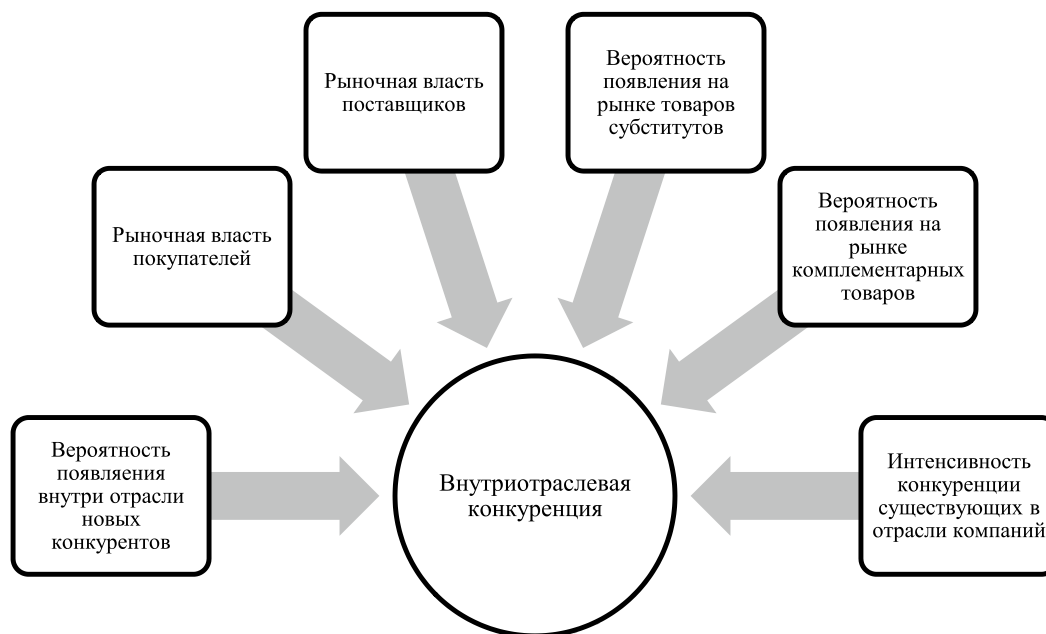 Рыночная власть
поставщиков
Вероятность
появления на
рынке товаров
субститутов
Рыночная власть
покупателей
Вероятность
появления на
рынке
комплементарных
товаров
Вероятность
появляения
внутри отрасли
новых
конкурентов
Внутриотраслевая
конкуренция
Интенсивность
конкуренции
существующих в
отрасли компаний